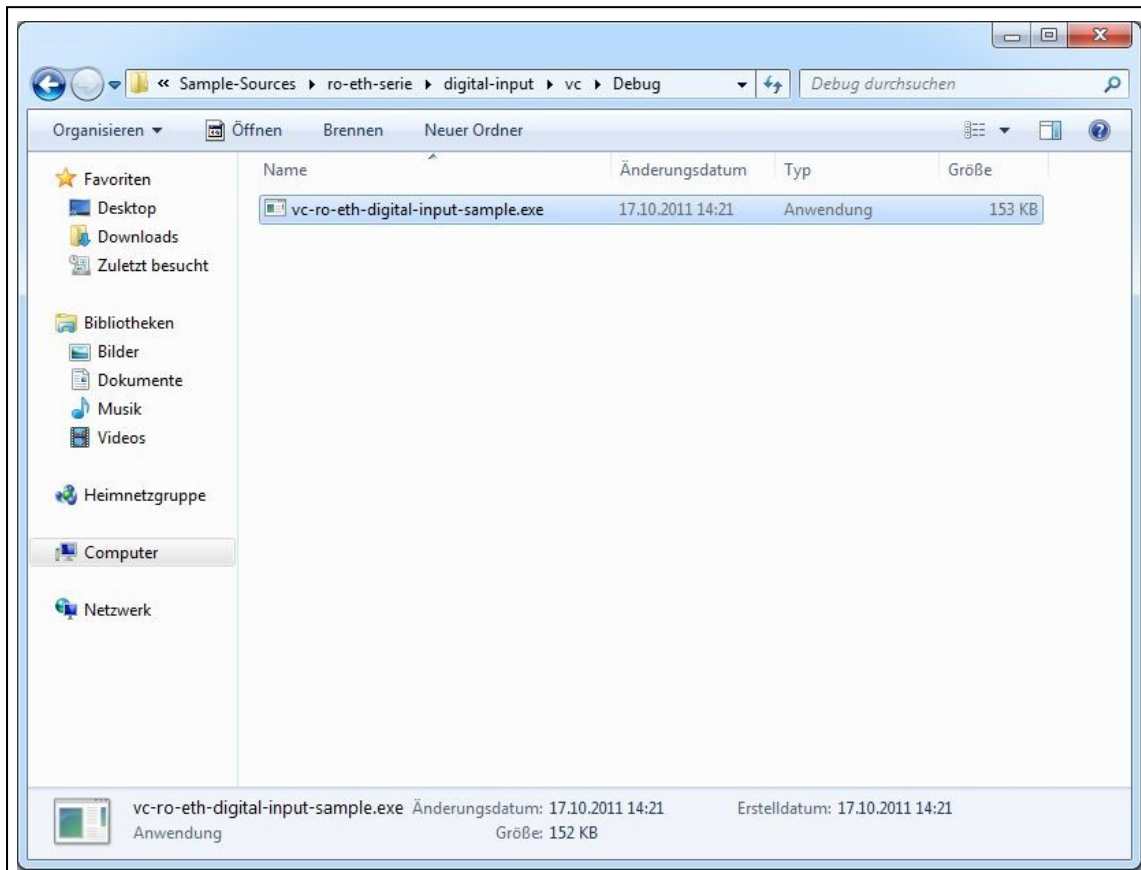 « Sample-Sources ▸ ro-eth-serie ▸ digital-input ▸ vc ▸ Debug
Debug durchsuchen
Organisieren Öffnen Brennen Neuer Ordner
Favoriten
Desktop
Downloads
Zuletzt besucht
Bibliotheken
Bilder
Dokumente
Musik
Videos
Heimnetzgruppe
Computer
Netzwerk
Name Änderungsdatum Typ Größe
vc-ro-eth-digital-input-sample.exe 17.10.2011 14:21 Anwendung 153 KB
vc-ro-eth-digital-input-sample.exe Änderungsdatum: 17.10.2011 14:21 Erstelldatum: 17.10.2011 14:21
Anwendung Größe: 152 KB